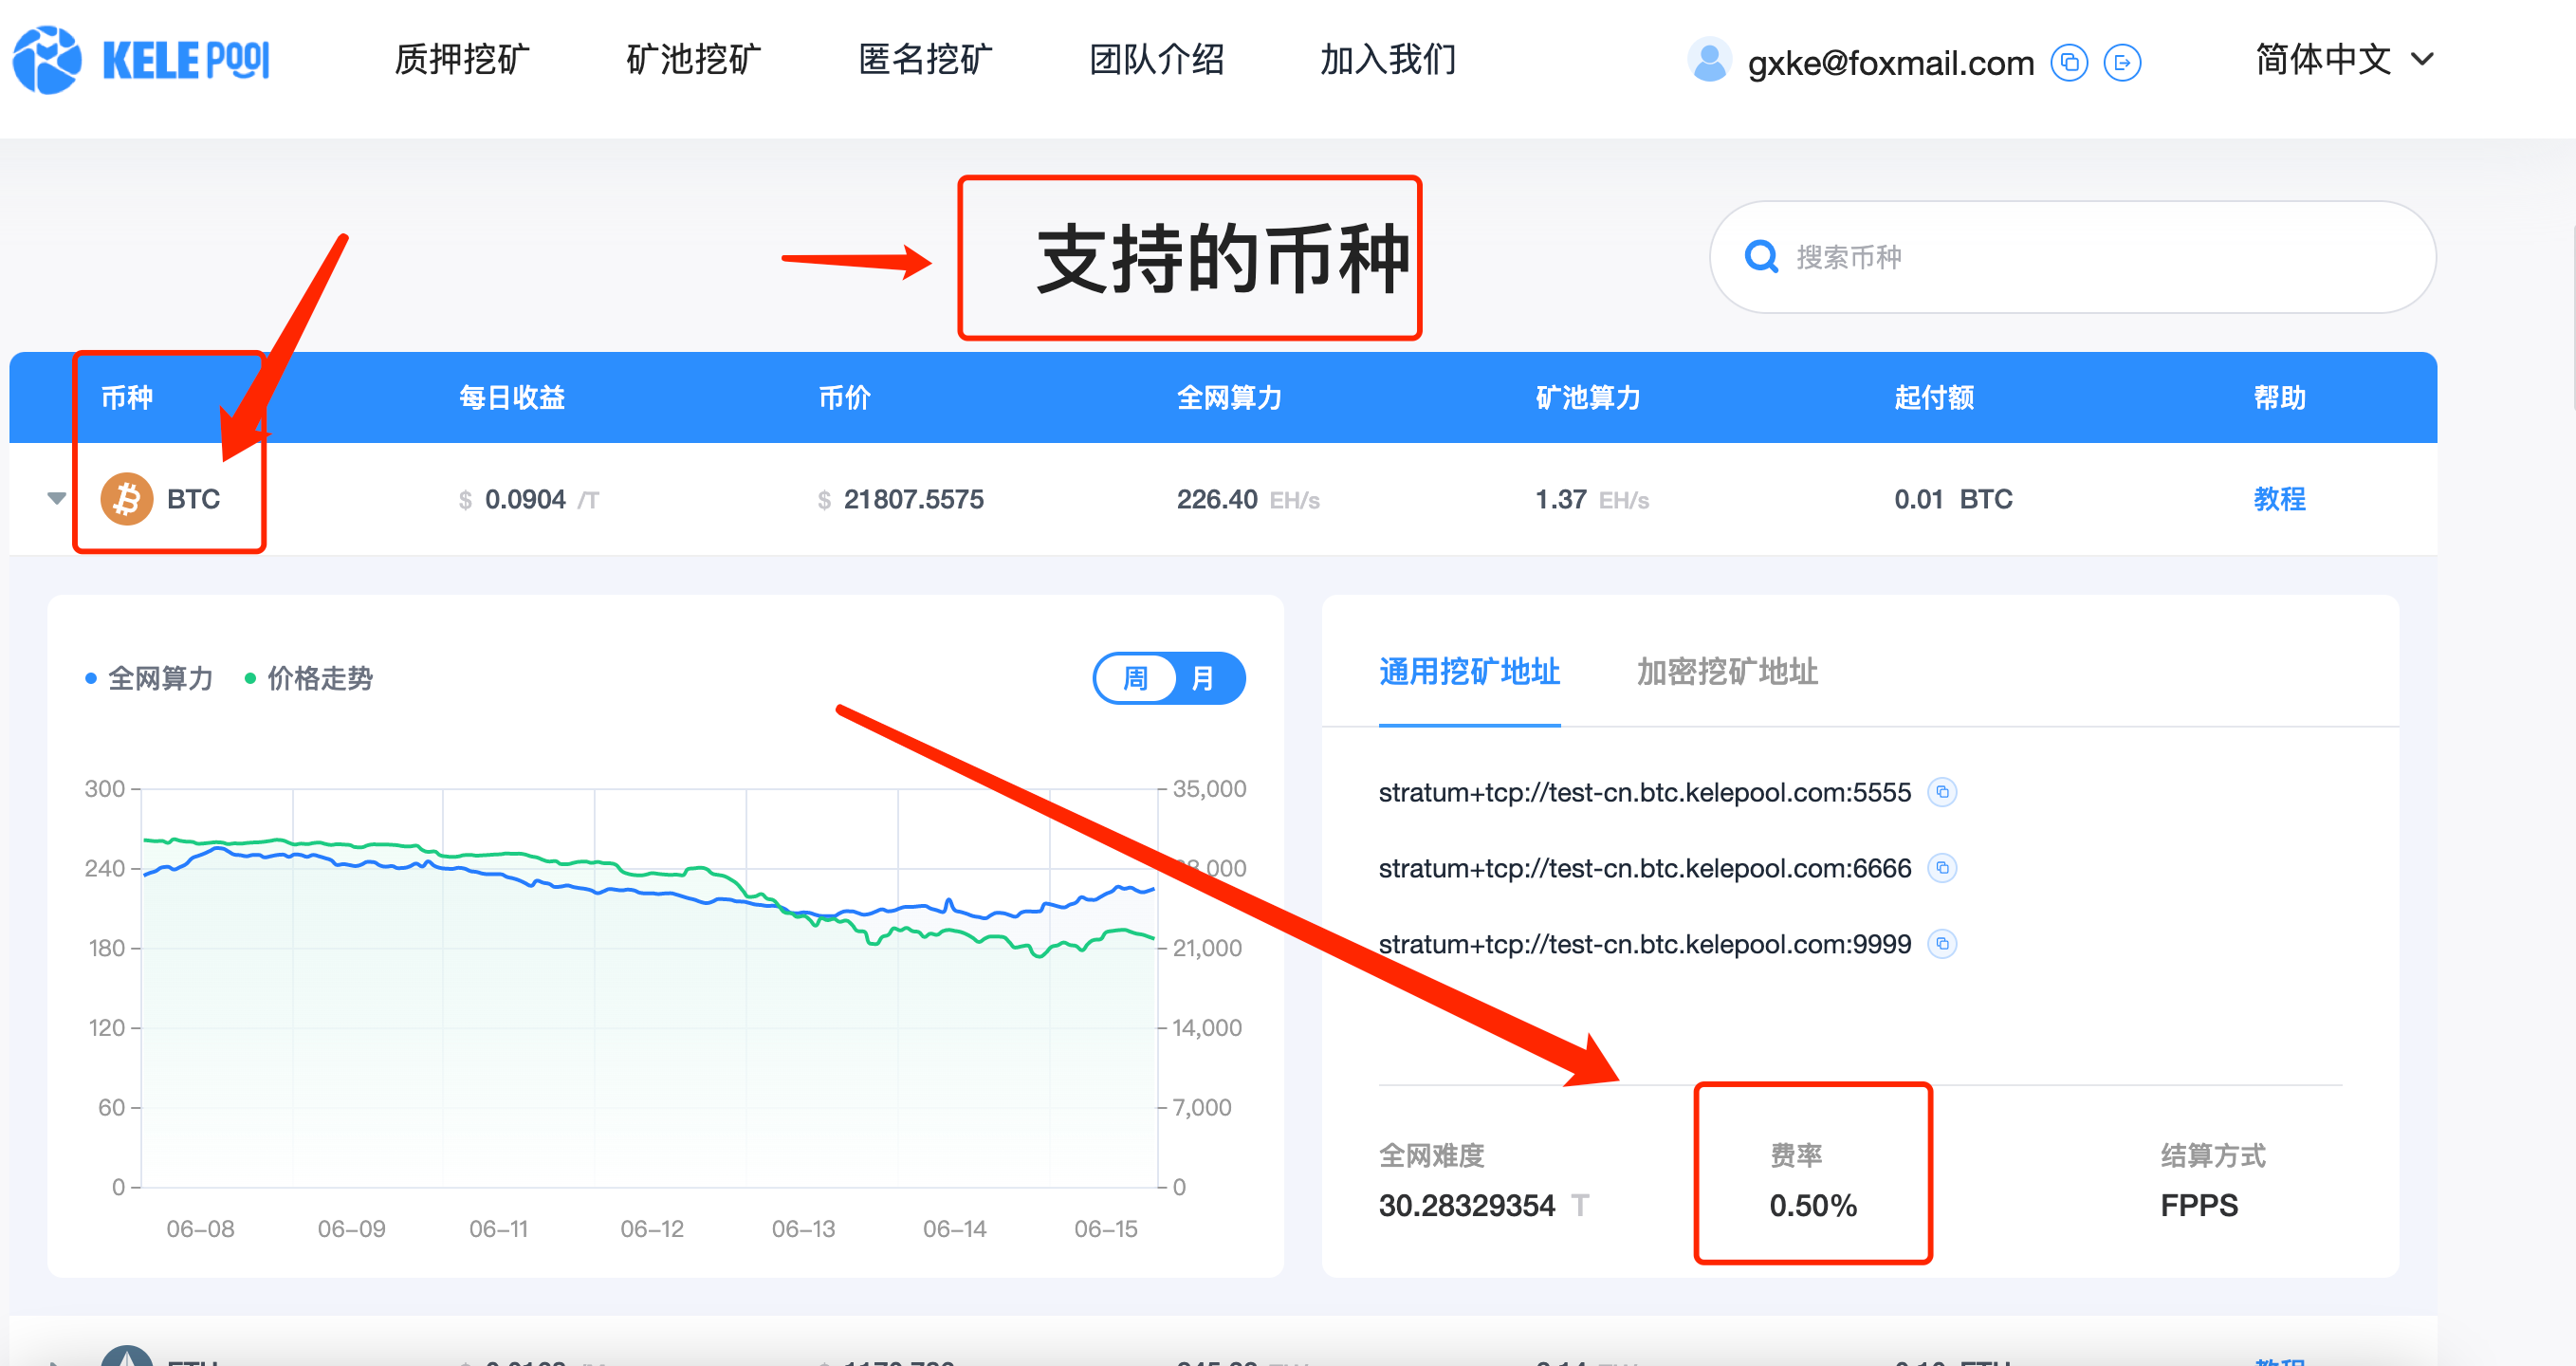 KELE POOL 质押挖矿 矿池挖矿 匿名挖矿 团队介绍 加入我们 gxke@foxmail.com 简体中文
支持的币种 搜索币种
币种 每日收益 币价 全网算力 矿池算力 起付额 帮助
BTC $ 0.0904 /T $ 21807.5575 226.40 EH/s 1.37 EH/s 0.01 BTC 教程
全网算力 价格走势 周 月
300 35,000
240
180 21,000
120 14,000
60 7,000
0 0
06-08 06-09 06-11 06-12 06-13 06-14 06-15
通用挖矿地址 加密挖矿地址
stratum+tcp://test-cn.btc.kelepool.com:5555
stratum+tcp://test-cn.btc.kelepool.com:6666
stratum+tcp://test-cn.btc.kelepool.com:9999
全网难度 费率 结算方式
30.28329354 T 0.50% FPPS
ETH